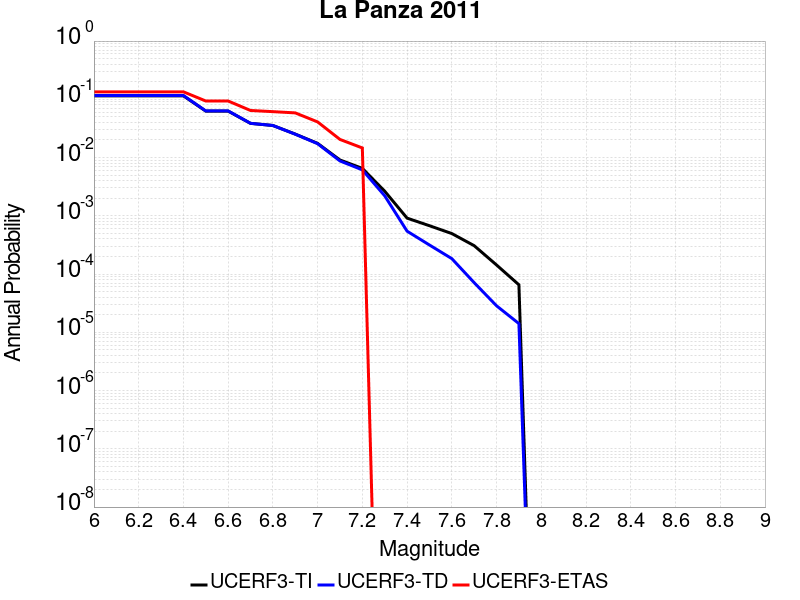 La Panza 2011
10^0
10^-1
10^-2
10^-3
10^-4
10^-5
10^-6
10^-7
10^-8
Annual Probability
6 6.2 6.4 6.6 6.8 7 7.2 7.4 7.6 7.8 8 8.2 8.4 8.6 8.8 9
Magnitude
UCERF3-TI UCERF3-TD UCERF3-ETAS